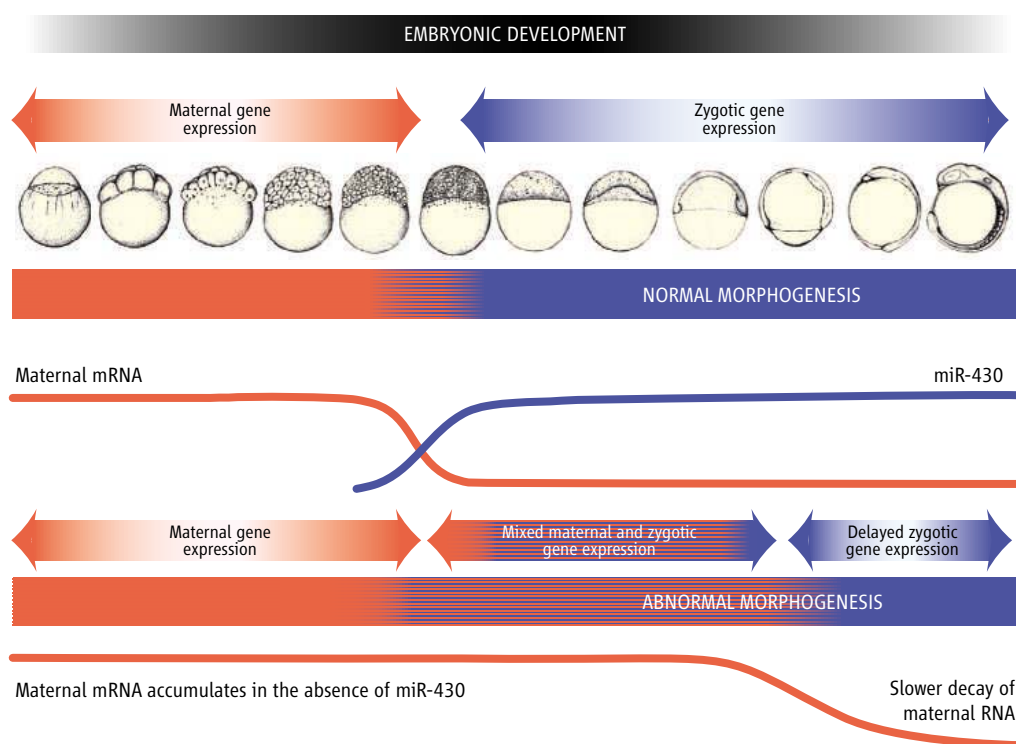 EMBRYONIC DEVELOPMENT
Maternal gene
expression
Zygotic gene
expression
NORMAL MORPHOGENESIS
Maternal mRNA
miR-430
Maternal gene
expression
Mixed maternal and zygotic
gene expression
Delayed zygotic
gene expression
ABNORMAL MORPHOGENESIS
Maternal mRNA accumulates in the absence of miR-430
Slower decay of
maternal RNA